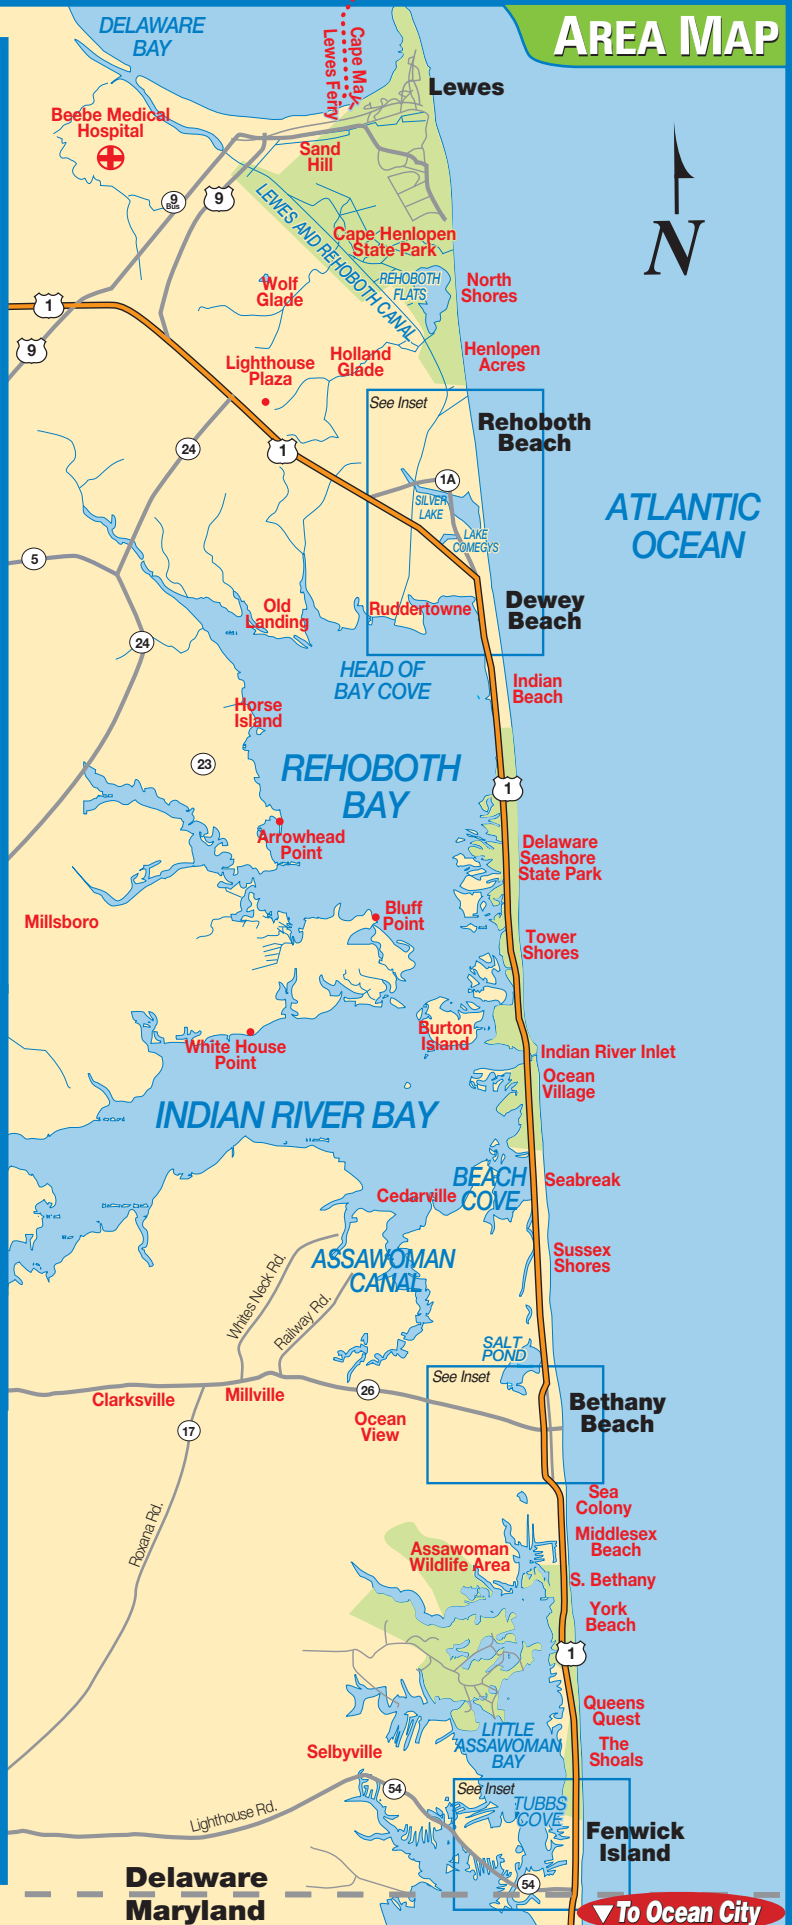 AREA MAP
DELAWARE
BAY
Cape May-
Lewes Ferry
Lewes
Beebe Medical
Hospital
Sand
Hill
9
Bus
9
LEWES AND REHOBOTH CANAL
Cape Henlopen
State Park
N
REHOBOTH
FLATS
North
Shores
Wolf
Glade
1
9
Holland
Glade
Henlopen
Acres
Lighthouse
Plaza
See Inset
Rehoboth
Beach
24
1
1A
SILVER
LAKE
LAKE
COMEGYS
ATLANTIC
OCEAN
5
Old
Landing
Ruddertowne
Dewey
Beach
24
HEAD OF
BAY COVE
Indian
Beach
Horse
Island
23
REHOBOTH
BAY
1
Arrowhead
Point
Delaware
Seashore
State Park
Millsboro
Bluff
Point
Tower
Shores
Burton
Island
White House
Point
Indian River Inlet
Ocean
Village
INDIAN RIVER BAY
BEACH
COVE
Seabreak
Cedarville
ASSAWOMAN
CANAL
Sussex
Shores
Whites Neck Rd.
Railway Rd.
SALT
POND
See Inset
Clarksville
Millville
26
Ocean
View
Bethany
Beach
17
Sea
Colony
Roxana Rd.
Middlesex
Beach
Assawoman
Wildlife Area
S. Bethany
York
Beach
1
Queens
Quest
LITTLE
ASSAWOMAN
BAY
The
Shoals
Selbyville
54
See Inset
TUBBS
COVE
Lighthouse Rd.
Fenwick
Island
54
Delaware
Maryland
▼To Ocean City